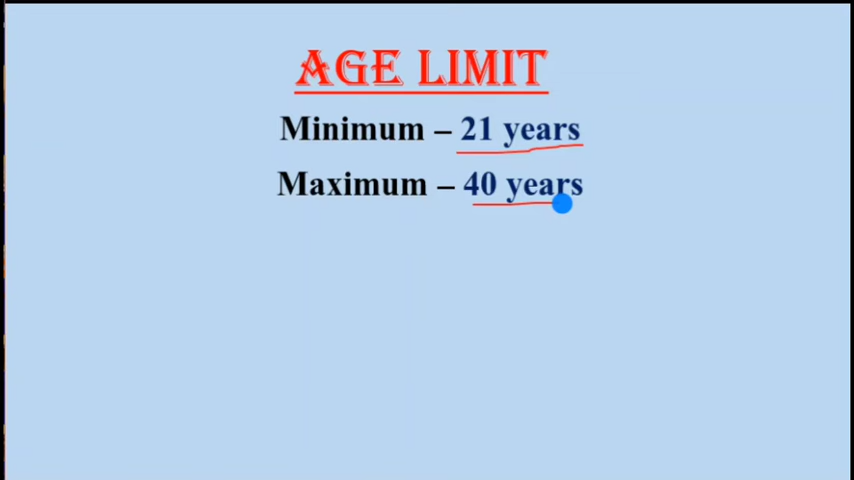 AGE LIMIT
Minimum – 21 years
Maximum – 40 years